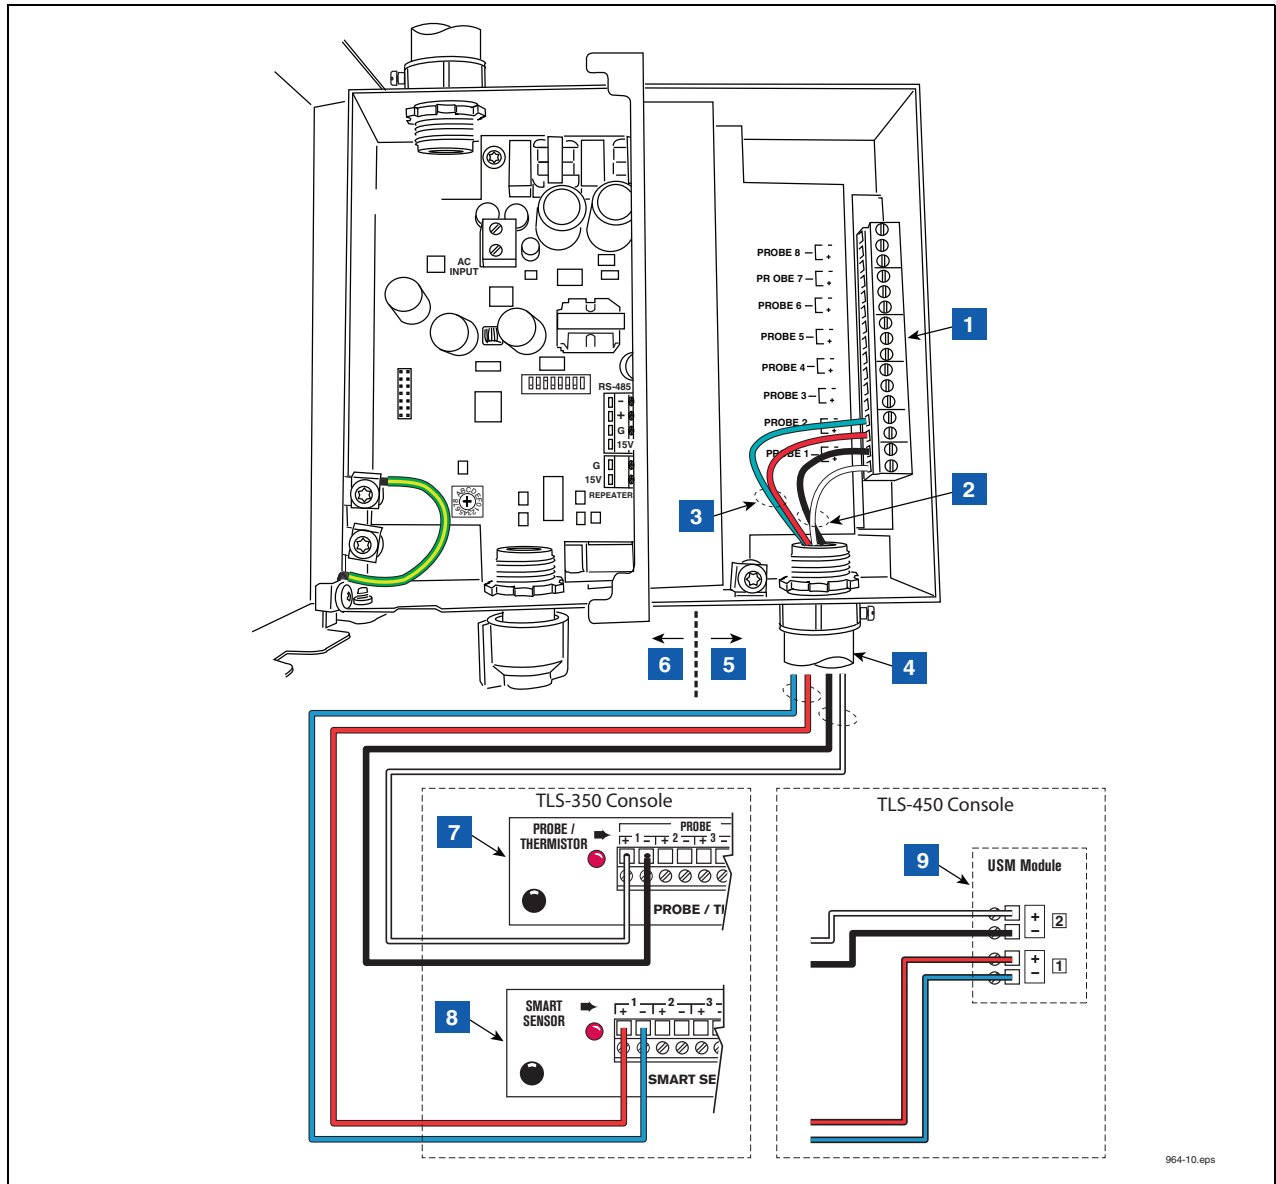 PROBE 8 - +
PR OBE 7 - +
PROBE 6 - +
PROBE 5 - +
PROBE 4 - +
PROBE 3 - +
PROBE 2 - +
PROBE 1 - +
AC
INPUT
1
RS-485
-
+
G
15V
G
15V
REPEATER
2
3
4
6
5
TLS-350 Console
7
PROBE /
THERMISTOR
PROBE
+ 1 - + 2 - + 3 -
PROBE / TI
8
SMART
SENSOR
1 2 3
+ - + - + -
SMART SE
TLS-450 Console
9
USM Module
+
-
2
+
-
1
964-10.eps